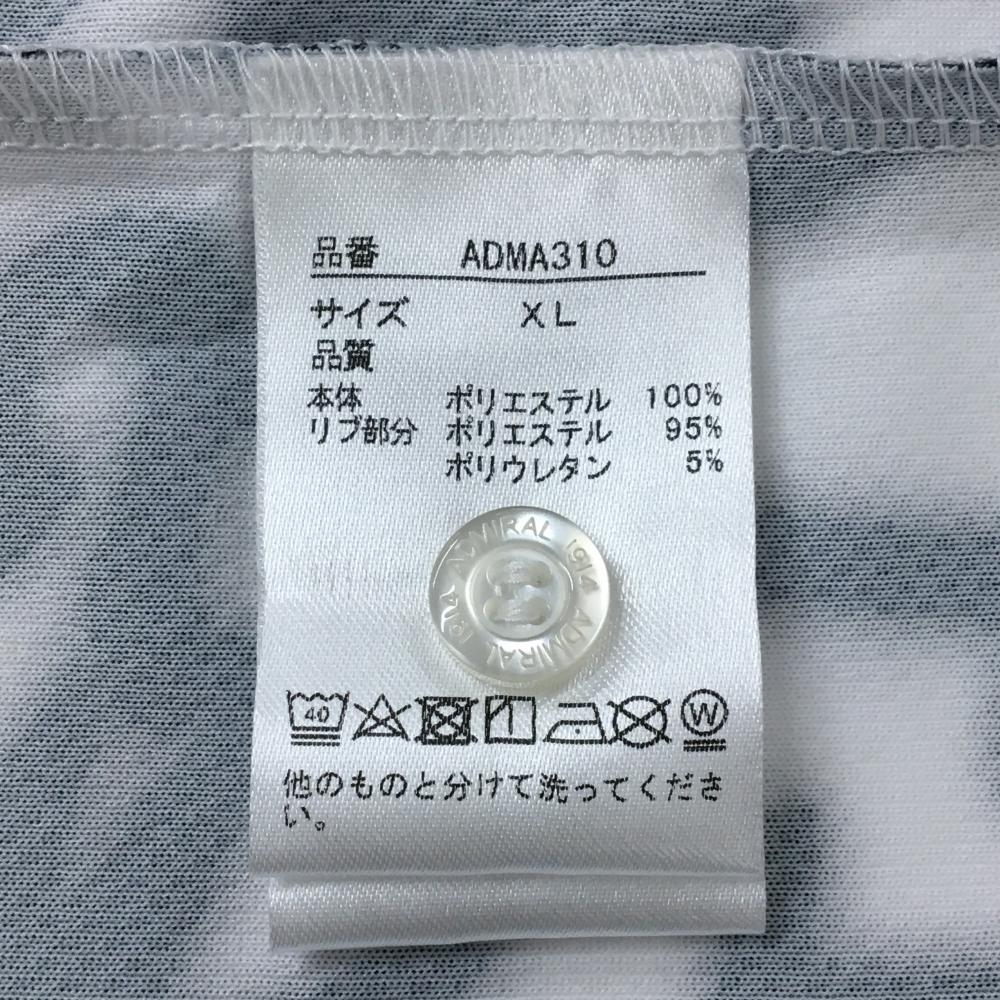 品番 ADMA310
サイズ XL
品質
本体 ポリエステル 100%
リブ部分 ポリエステル 95%
ポリウレタン 5%
ADMIRAL 1914 ADMIRAL 1914
40
W
他のものと分けて洗ってくださ
い。